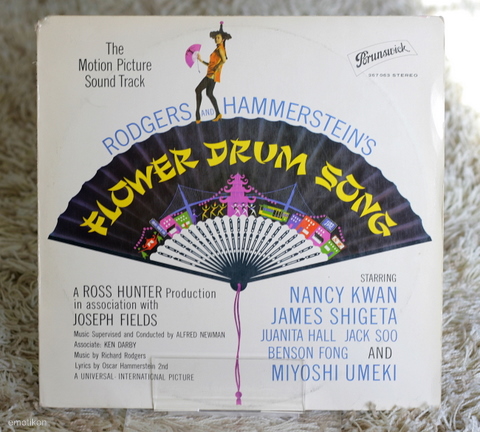 The
Motion Picture
Sound Track
Brunswick
RODGERS AND HAMMERSTEIN'S
FLOWER DRUM SONG
A ROSS HUNTER Production
in association with
JOSEPH FIELDS
Music Supervised and Conducted by ALFRED NEWMAN
Associate: KEN DARBY
Music by Richard Rodgers
Lyrics by Oscar Hammerstein 2nd
A UNIVERSAL-INTERNATIONAL PICTURE
STARRING
NANCY KWAN
JAMES SHIGETA
JUANITA HALL JACK SOO
BENSON FONG AND
MIYOSHI UMEKI
umalikan